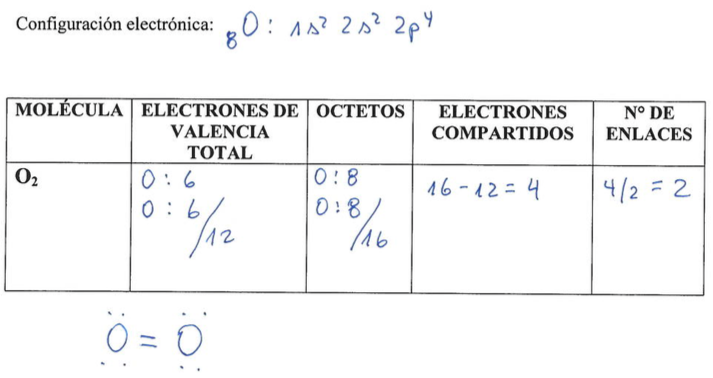 Configuración electrónica: ₈O : 1s² 2s² 2p⁴
MOLÉCULA ELECTRONES DE VALENCIA TOTAL OCTETOS ELECTRONES COMPARTIDOS Nº DE ENLACES
O₂ O : 6 O : 8 16 - 12 = 4 4/2 = 2
O : 6 O : 8
/12 /16
O = O